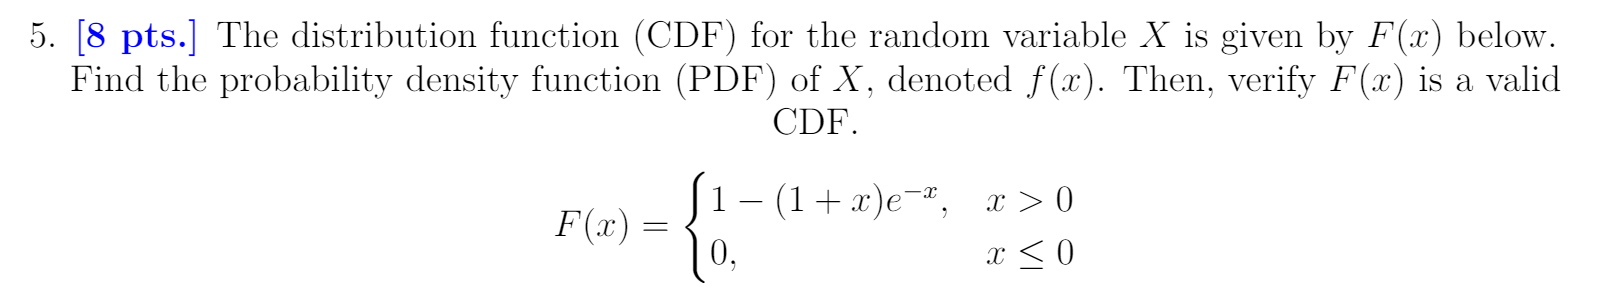 5. [8 pts.] The distribution function (CDF) for the random variable X is given by F(x) below.
Find the probability density function (PDF) of X, denoted f(x). Then, verify F(x) is a valid
CDF.
F(x) = { 1 − (1 + x)e^{−x}, x > 0
0, x ≤ 0